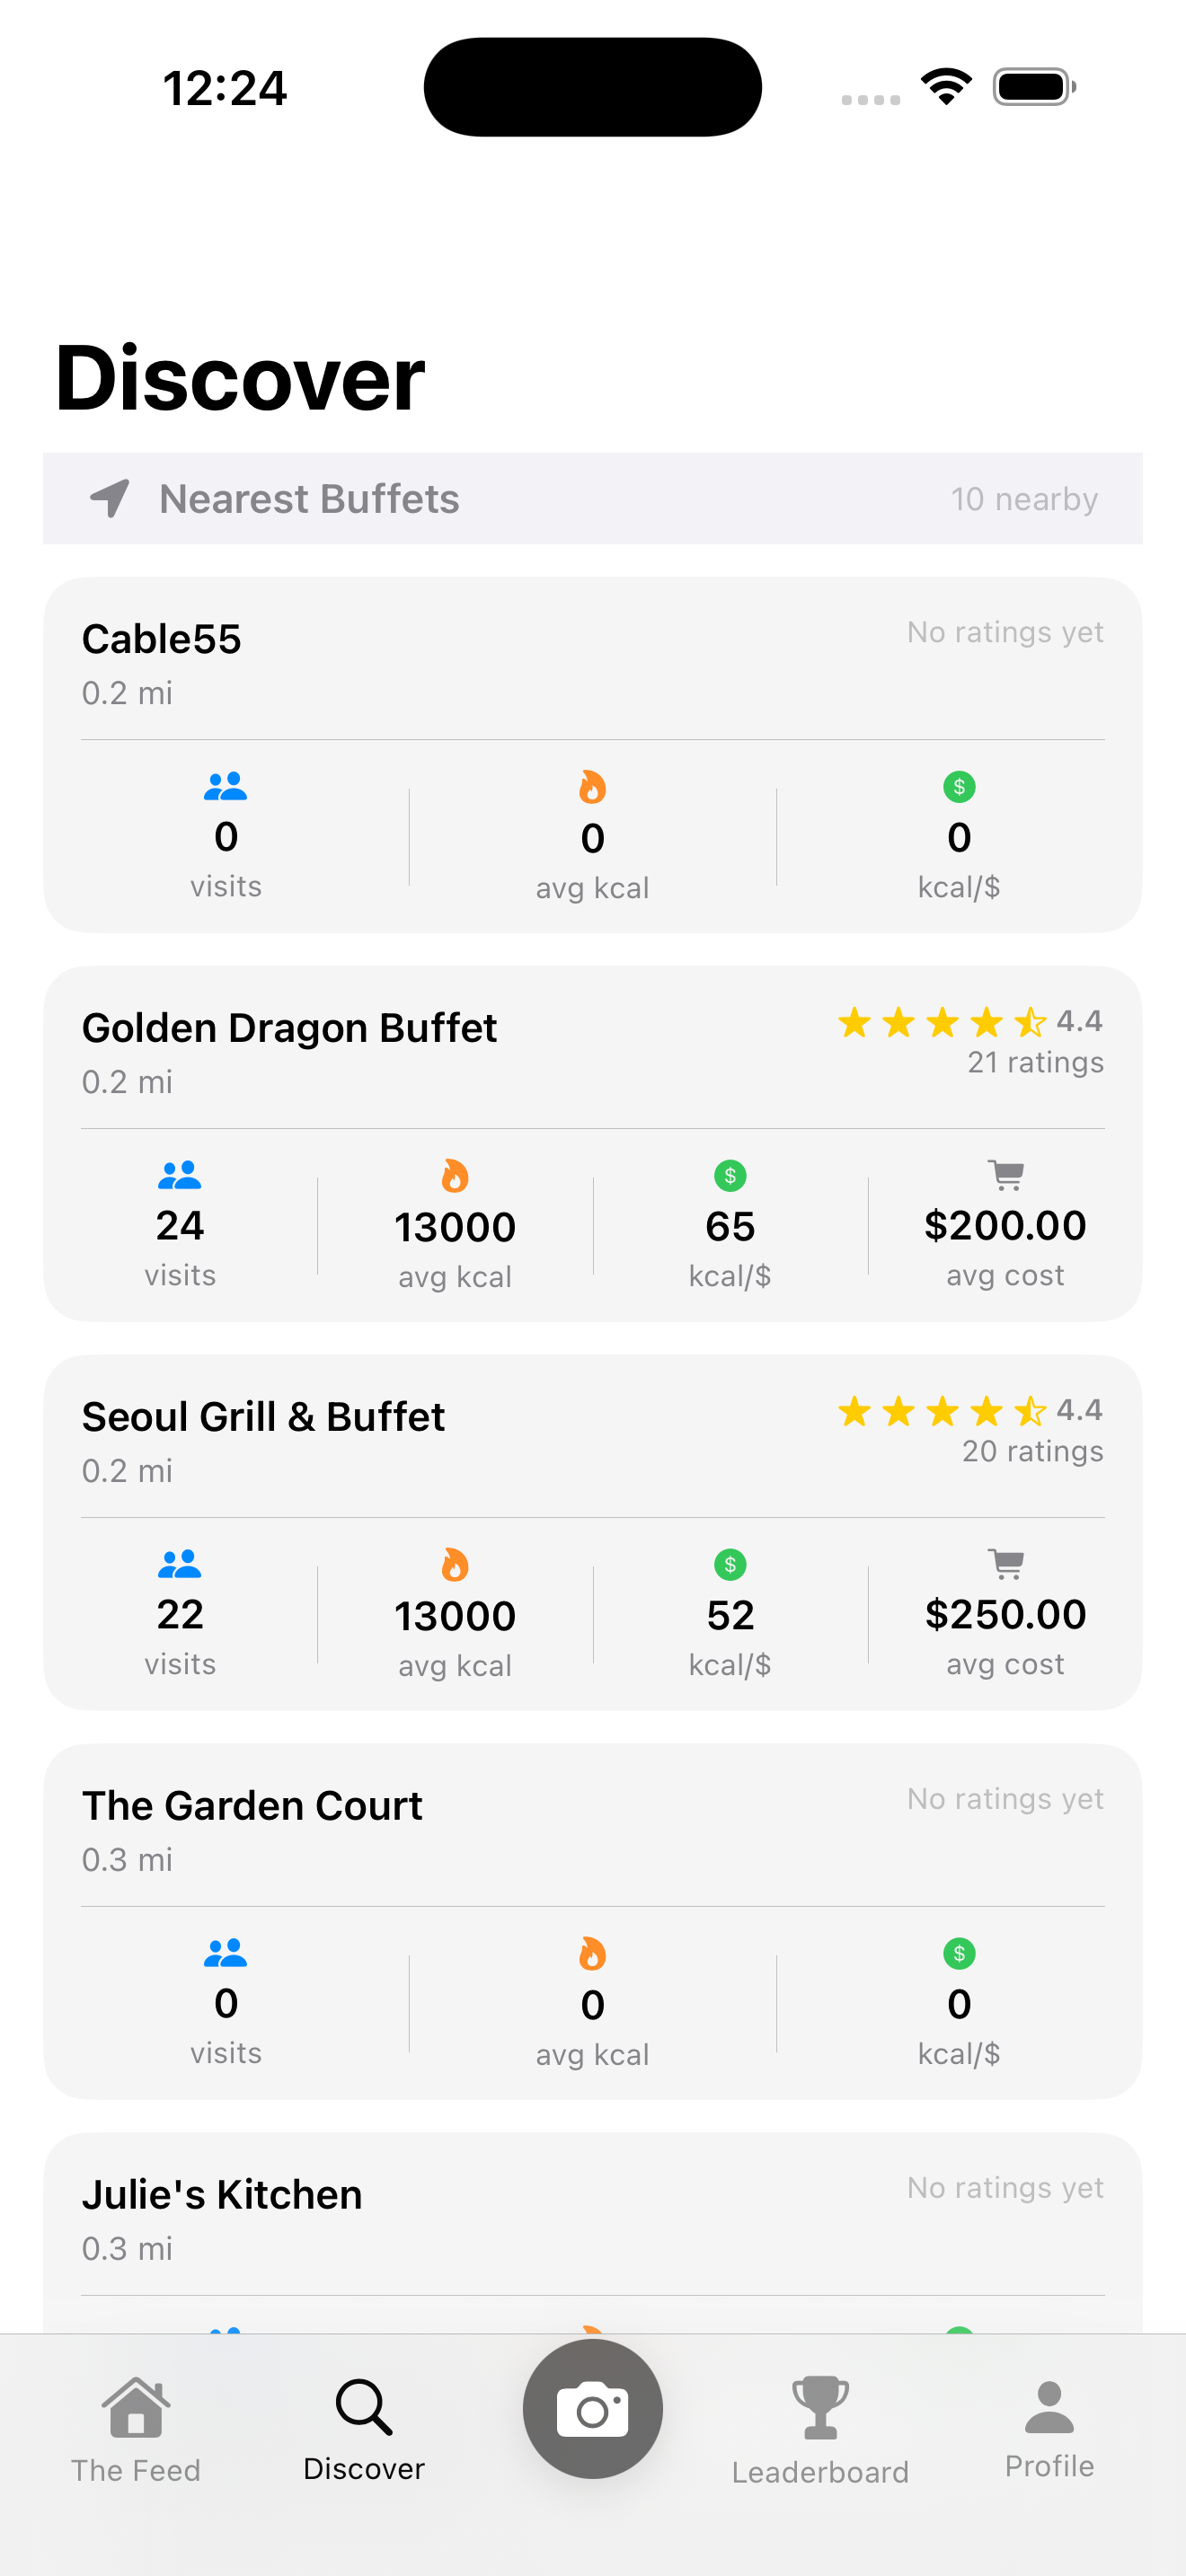 12:24
Discover
Nearest Buffets 10 nearby
Cable55 No ratings yet
0.2 mi
0 0 0
visits avg kcal kcal/$
Golden Dragon Buffet 4.4
21 ratings
0.2 mi
24 13000 65 $200.00
visits avg kcal kcal/$ avg cost
Seoul Grill & Buffet 4.4
20 ratings
0.2 mi
22 13000 52 $250.00
visits avg kcal kcal/$ avg cost
The Garden Court No ratings yet
0.3 mi
0 0 0
visits avg kcal kcal/$
Julie's Kitchen No ratings yet
0.3 mi
The Feed Discover Leaderboard Profile